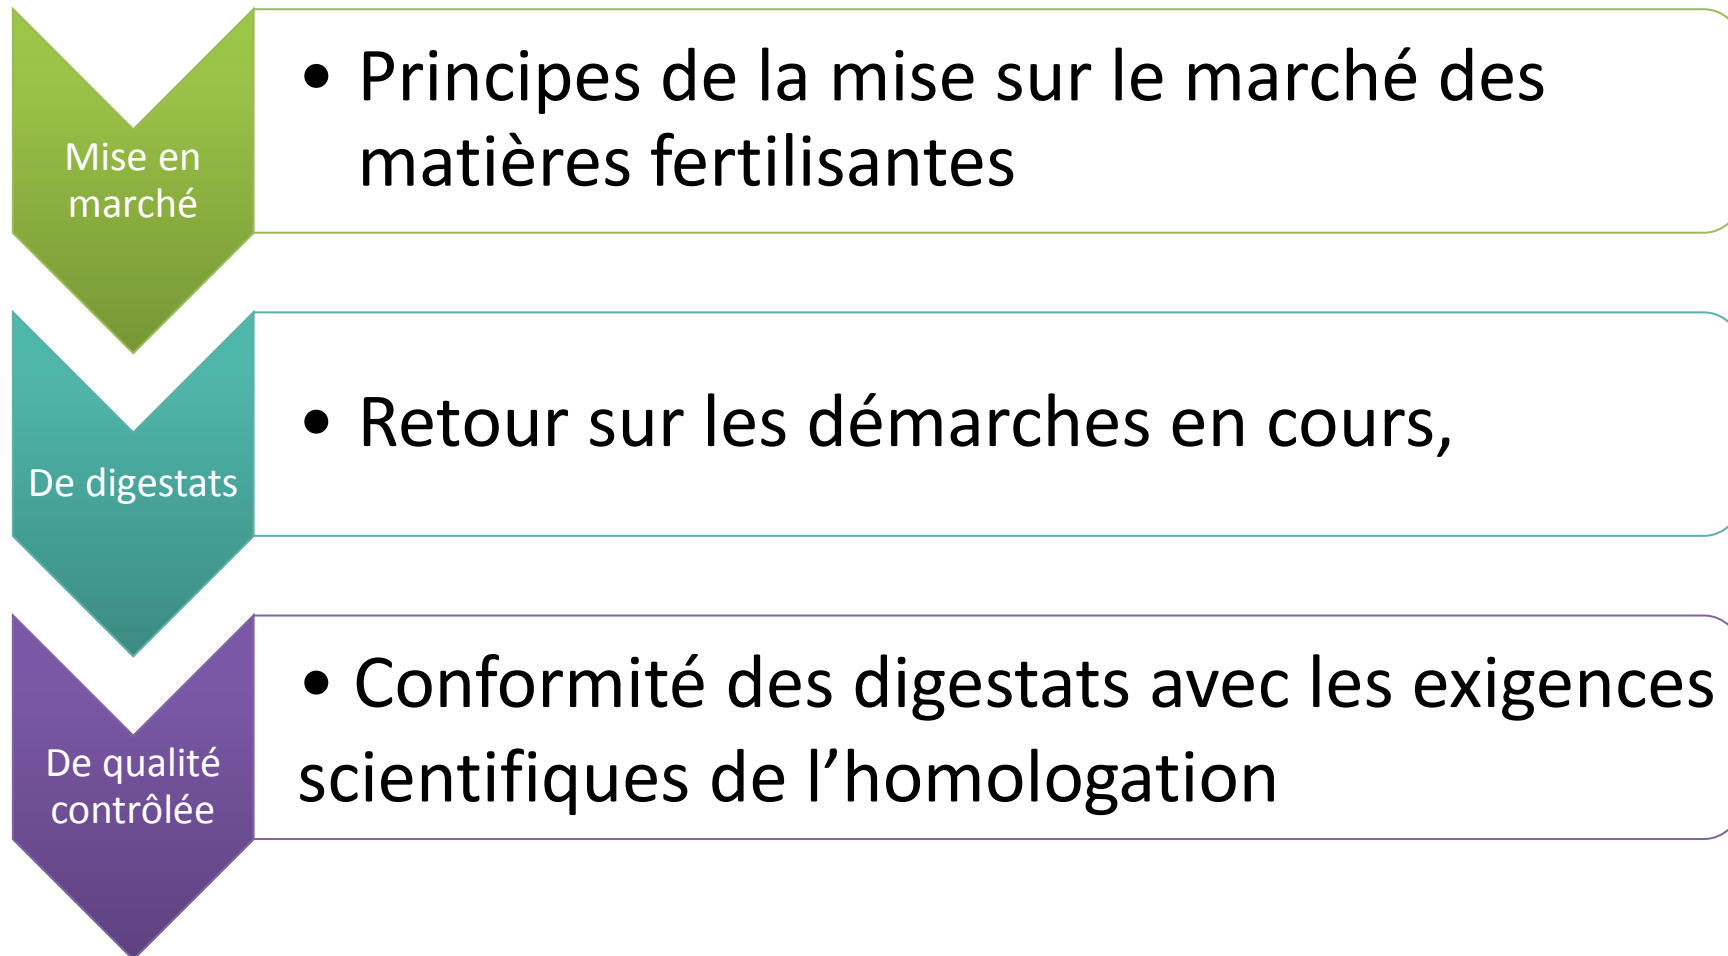 Mise en
marché
• Principes de la mise sur le marché des
matières fertilisantes
De digestats
• Retour sur les démarches en cours,
De qualité
contrôlée
• Conformité des digestats avec les exigences
scientifiques de l’homologation